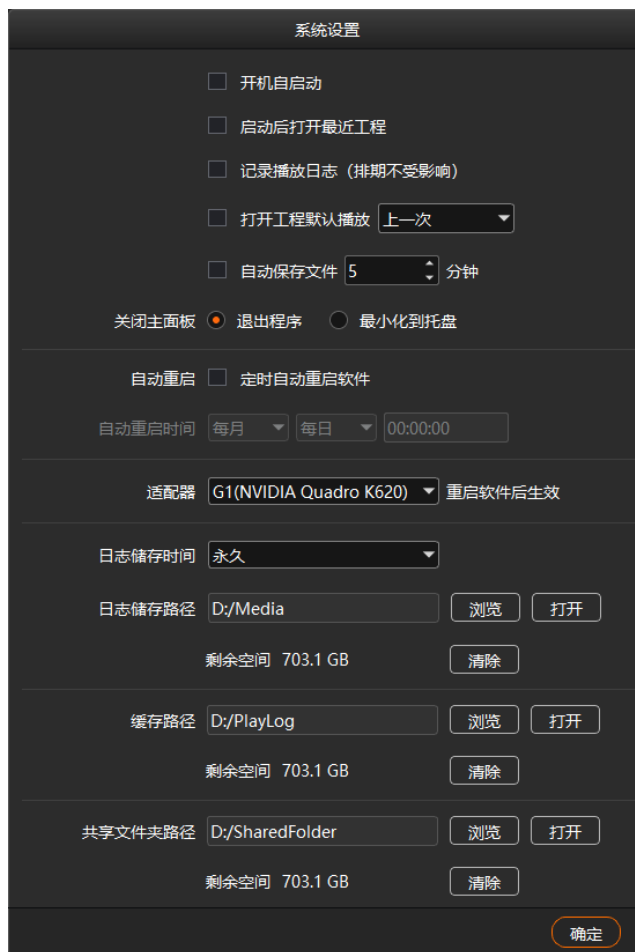 系统设置
开机自启动
启动后打开最近工程
记录播放日志（排期不受影响）
打开工程默认播放 上一次
自动保存文件 5 分钟
关闭主面板 退出程序 最小化到托盘
自动重启 定时自动重启软件
自动重启时间 每月 每日 00:00:00
适配器 G1(NVIDIA Quadro K620) 重启软件后生效
日志储存时间 永久
日志储存路径 D:/Media 浏览 打开
剩余空间 703.1 GB 清除
缓存路径 D:/PlayLog 浏览 打开
剩余空间 703.1 GB 清除
共享文件夹路径 D:/SharedFolder 浏览 打开
剩余空间 703.1 GB 清除
确定